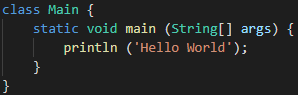 class Main {
    static void main (String[] args) {
        println ('Hello World');
    }
}